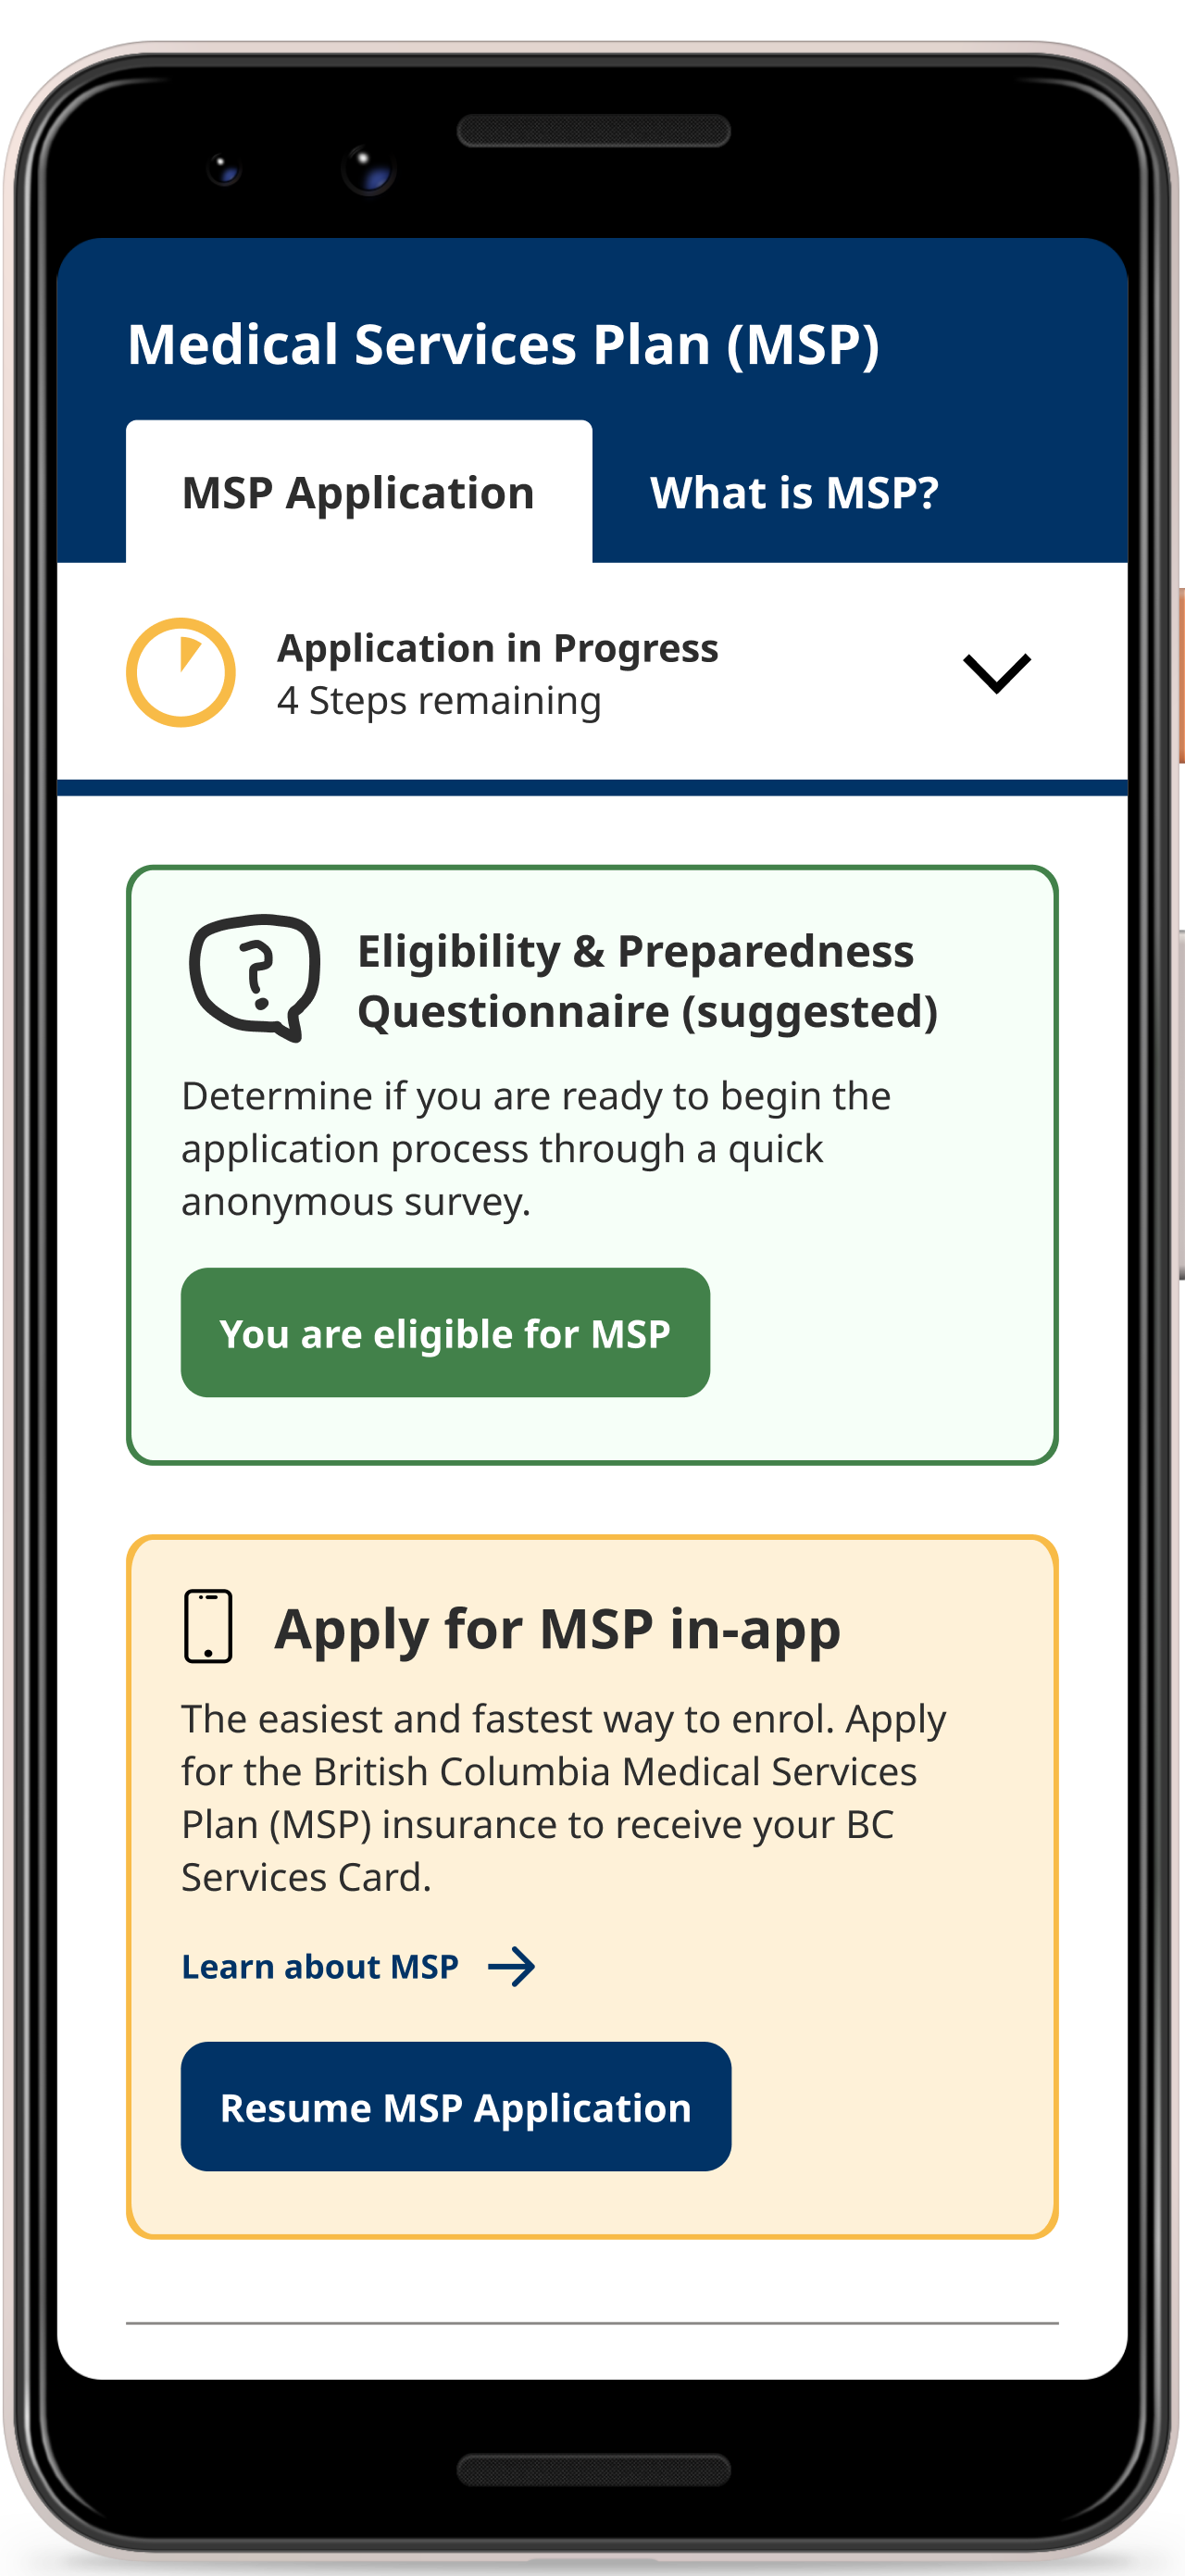 Medical Services Plan (MSP)
MSP Application
What is MSP?
Application in Progress
4 Steps remaining
Eligibility & Preparedness
Questionnaire (suggested)
Determine if you are ready to begin the
application process through a quick
anonymous survey.
You are eligible for MSP
Apply for MSP in-app
The easiest and fastest way to enrol. Apply
for the British Columbia Medical Services
Plan (MSP) insurance to receive your BC
Services Card.
Learn about MSP
Resume MSP Application